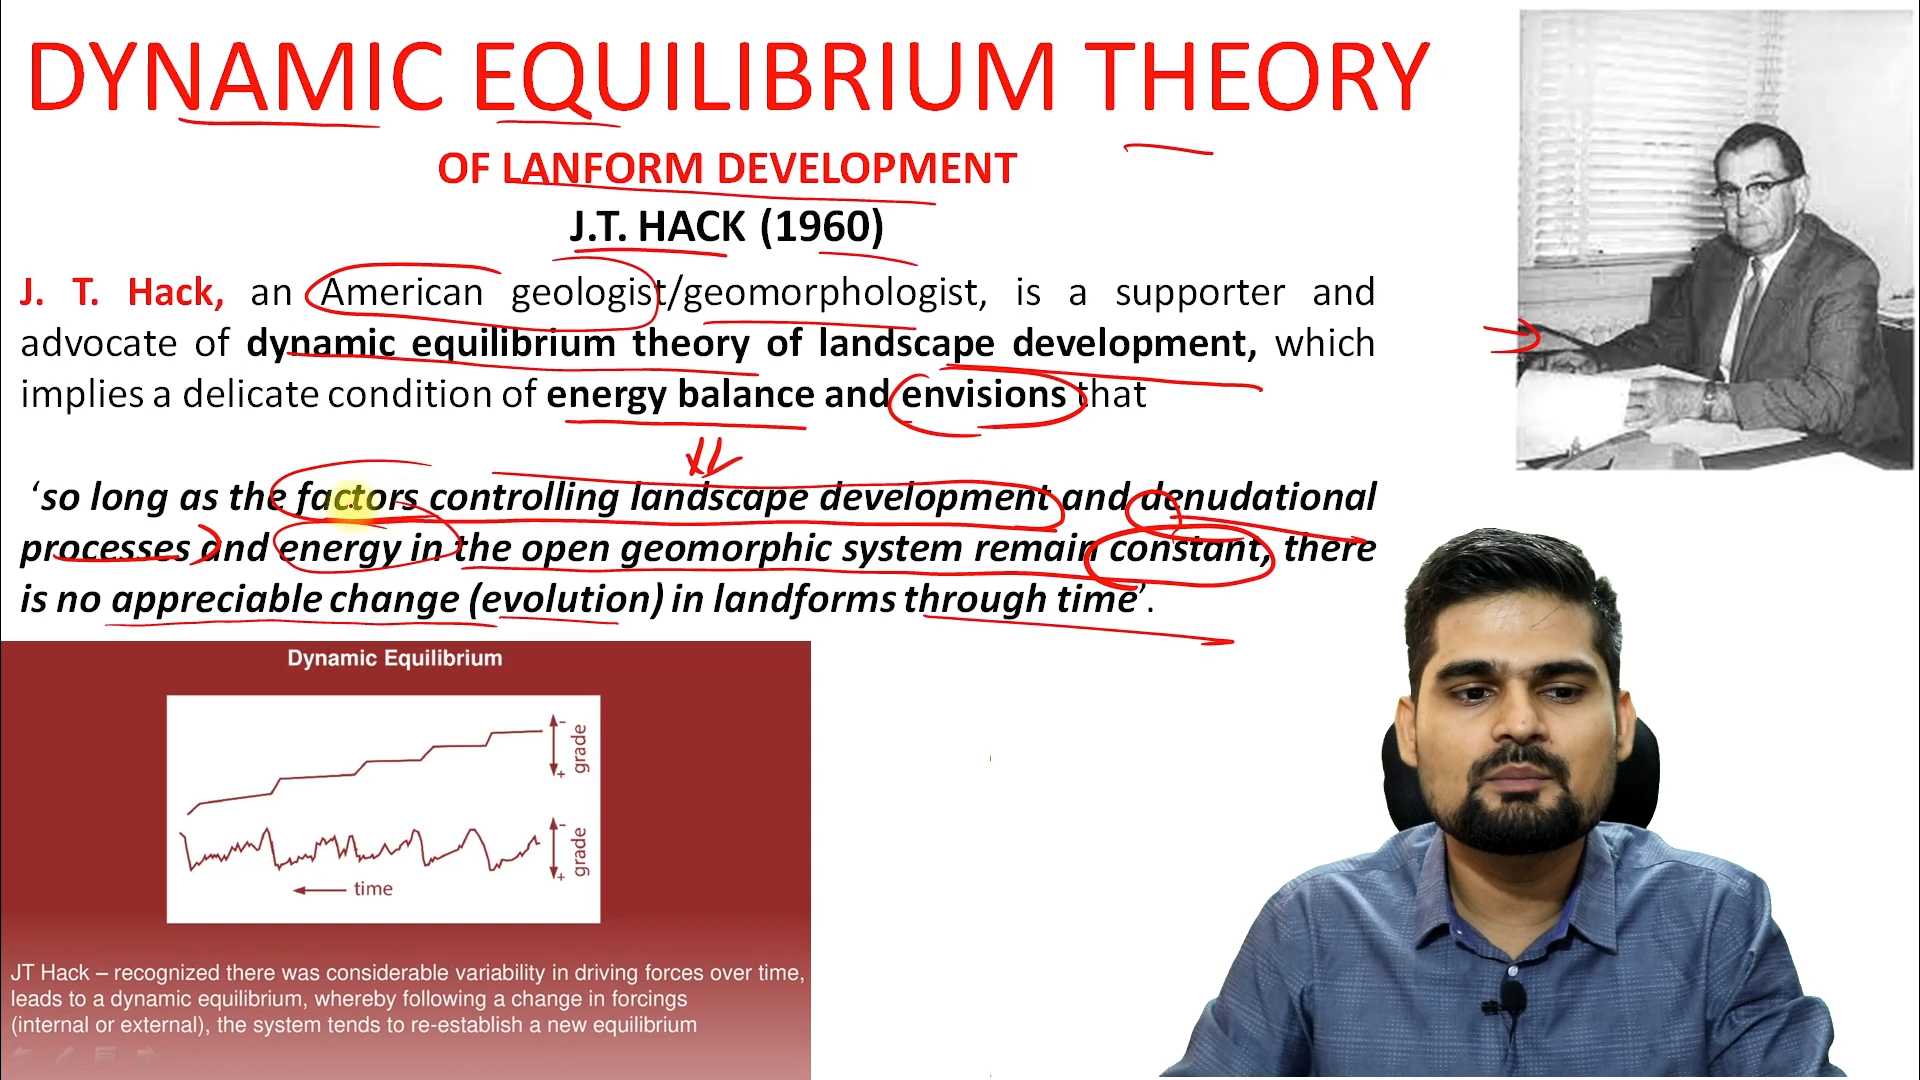 DYNAMIC EQUILIBRIUM THEORY
OF LANFORM DEVELOPMENT
J.T. HACK (1960)
J. T. Hack, an American geologist/geomorphologist, is a supporter and
advocate of dynamic equilibrium theory of landscape development, which
implies a delicate condition of energy balance and envisions that
‘so long as the factors controlling landscape development and denudational
processes and energy in the open geomorphic system remain constant, there
is no appreciable change (evolution) in landforms through time’.
Dynamic Equilibrium
-
grade
+
-
grade
+
time
JT Hack – recognized there was considerable variability in driving forces over time,
leads to a dynamic equilibrium, whereby following a change in forcings
(internal or external), the system tends to re-establish a new equilibrium